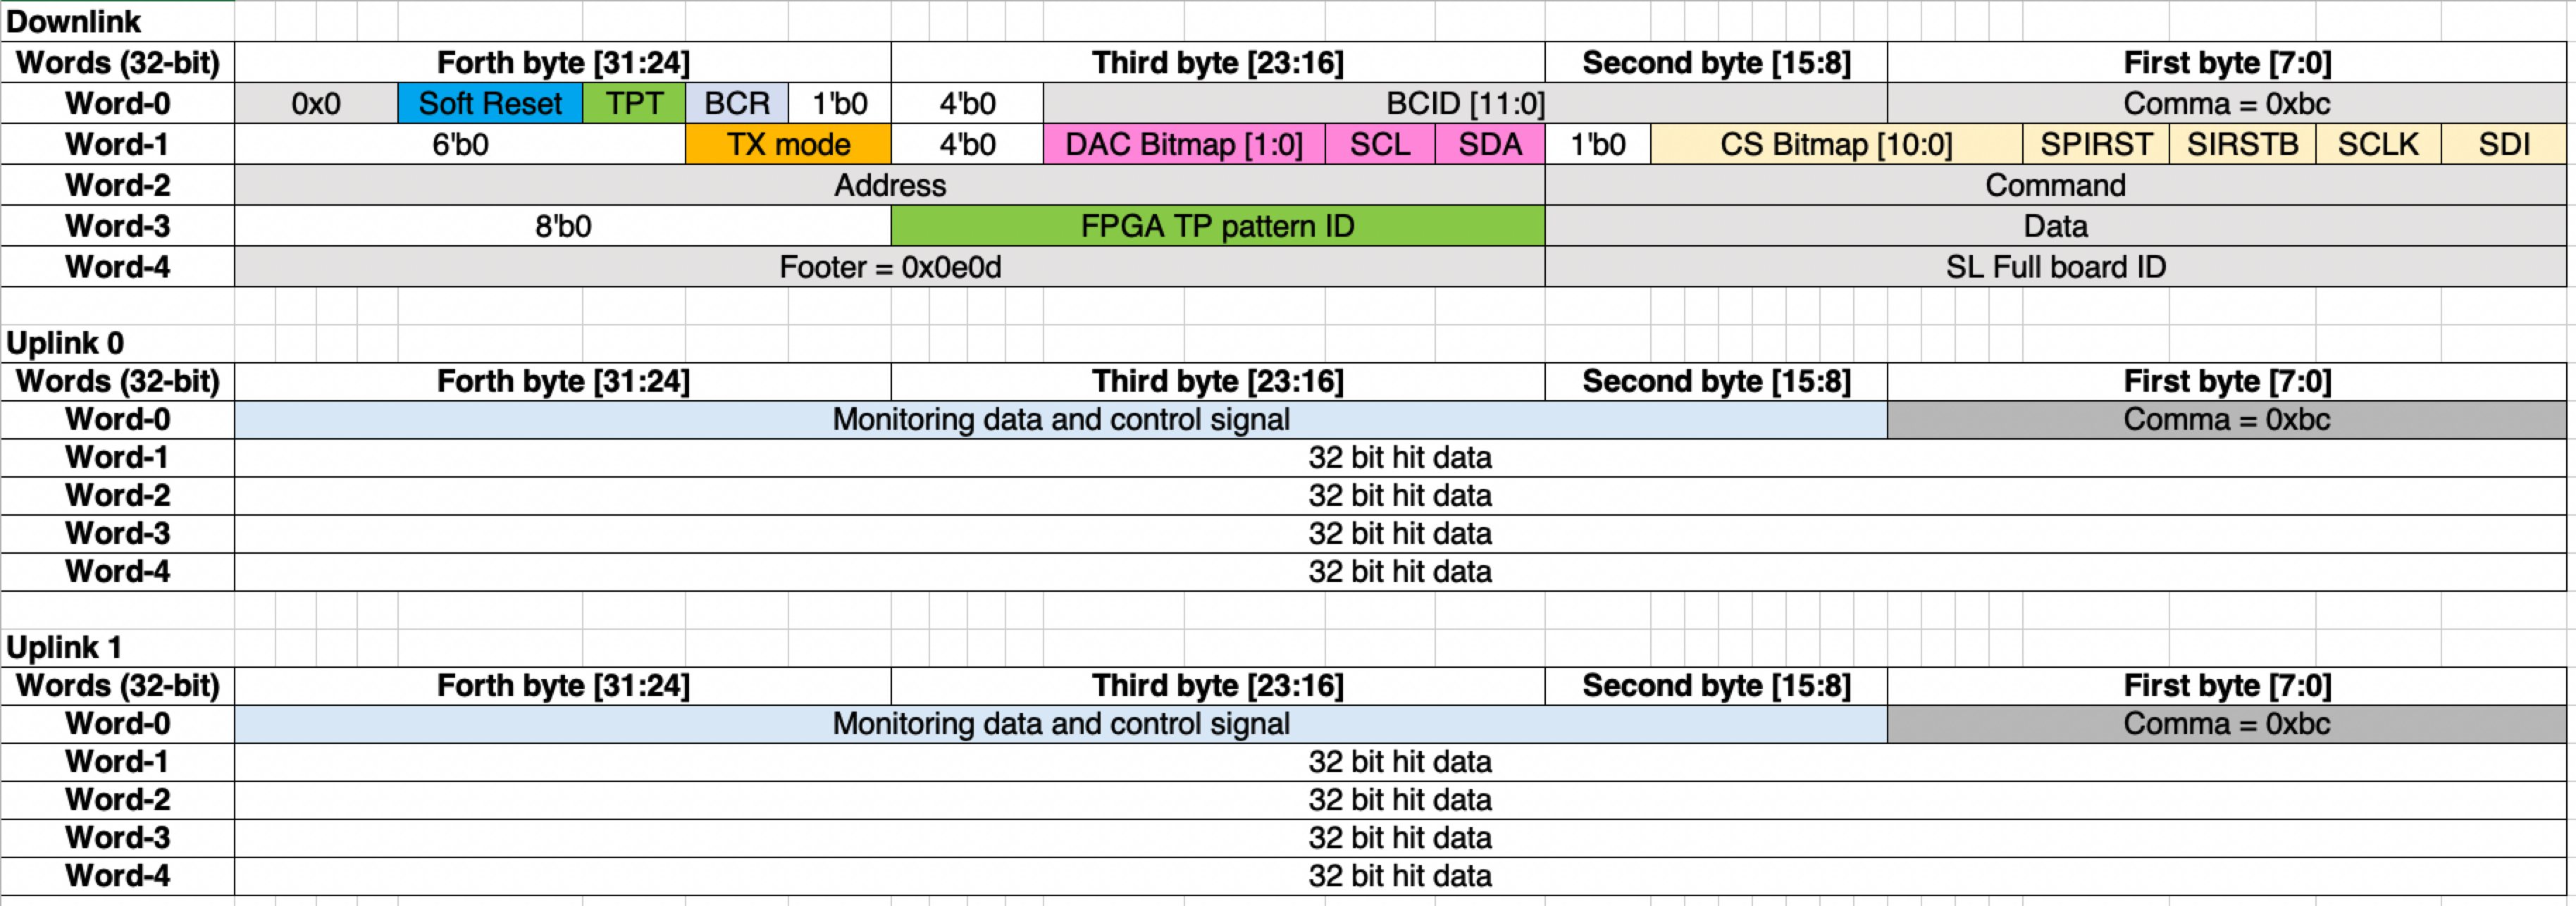 Downlink
Words (32-bit) Forth byte [31:24] Third byte [23:16] Second byte [15:8] First byte [7:0]
Word-0 0x0 Soft Reset TPT BCR 1'b0 4'b0 BCID [11:0] Comma = 0xbc
Word-1 6'b0 TX mode 4'b0 DAC Bitmap [1:0] SCL SDA 1'b0 CS Bitmap [10:0] SPIRST SIRSTB SCLK SDI
Word-2 Address Command
Word-3 8'b0 FPGA TP pattern ID Data
Word-4 Footer = 0x0e0d SL Full board ID
Uplink 0
Words (32-bit) Forth byte [31:24] Third byte [23:16] Second byte [15:8] First byte [7:0]
Word-0 Monitoring data and control signal Comma = 0xbc
Word-1 32 bit hit data
Word-2 32 bit hit data
Word-3 32 bit hit data
Word-4 32 bit hit data
Uplink 1
Words (32-bit) Forth byte [31:24] Third byte [23:16] Second byte [15:8] First byte [7:0]
Word-0 Monitoring data and control signal Comma = 0xbc
Word-1 32 bit hit data
Word-2 32 bit hit data
Word-3 32 bit hit data
Word-4 32 bit hit data